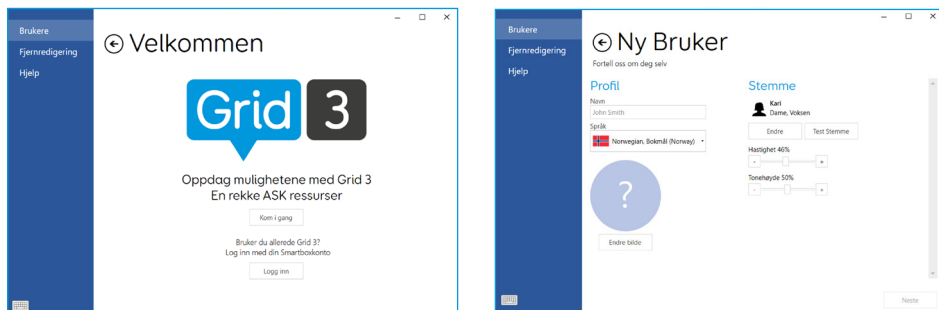 Brukere
Fjernredigering
Hjelp
Velkommen
Grid 3
Oppdag mulighetene med Grid 3
En rekke ASK ressurser
Kom i gang
Bruker du allerede Grid 3?
Log inn med din Smartboxkonto
Logg inn
Brukere
Fjernredigering
Hjelp
Ny Bruker
Fortell oss om deg selv
Profil
Navn
John Smith
Språk
Norwegian, Bokmål (Norway)
?
Endre bilde
Stemme
Kari
Dame, Voksen
Endre
Test Stemme
Hastighet 46%
- +
Tonehøyde 50%
- +
Neste